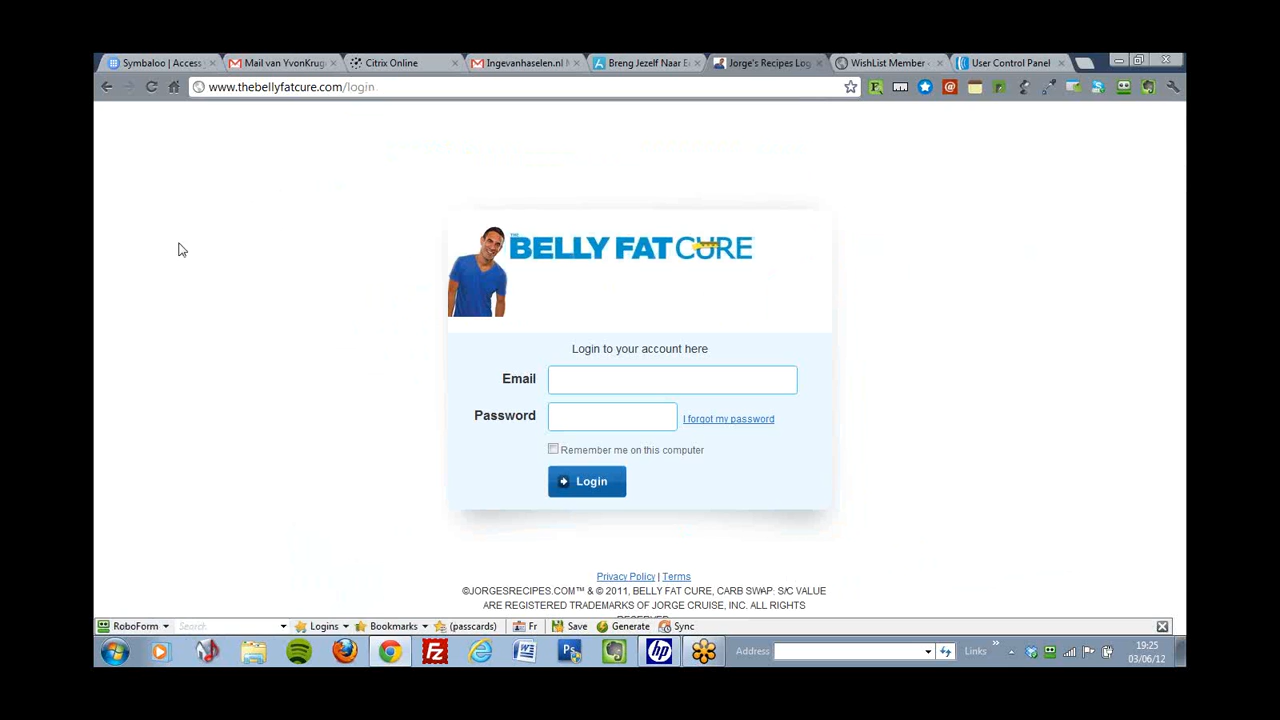 Symbaloo | Access
Mail van YvonKrug
Citrix Online
Ingevanhaselen.nl
Breng Jezelf Naar E
Jorge's Recipes Log
WishList Member
User Control Panel
www.thebellyfatcure.com/login
THE
BELLY FAT CURE
Login to your account here
Email
Password
I forgot my password
Remember me on this computer
Login
Privacy Policy | Terms
©JORGESRECIPES.COM™ & © 2011, BELLY FAT CURE, CARB SWAP. S/C VALUE
ARE REGISTERED TRADEMARKS OF JORGE CRUISE, INC. ALL RIGHTS
RoboForm
Search
Logins
Bookmarks
(passcards)
Fr
Save
Generate
Sync
Address
Links
19:25
03/06/12